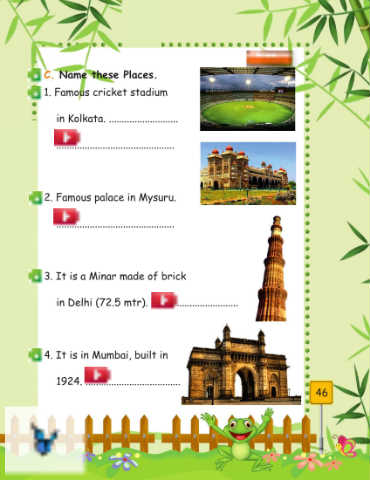 C. Name these Places.
1. Famous cricket stadium
in Kolkata. ..........................
.............................................
2. Famous palace in Mysuru.
.............................................
3. It is a Minar made of brick
in Delhi (72.5 mtr). ........................
4. It is in Mumbai, built in
1924. ....................................
46